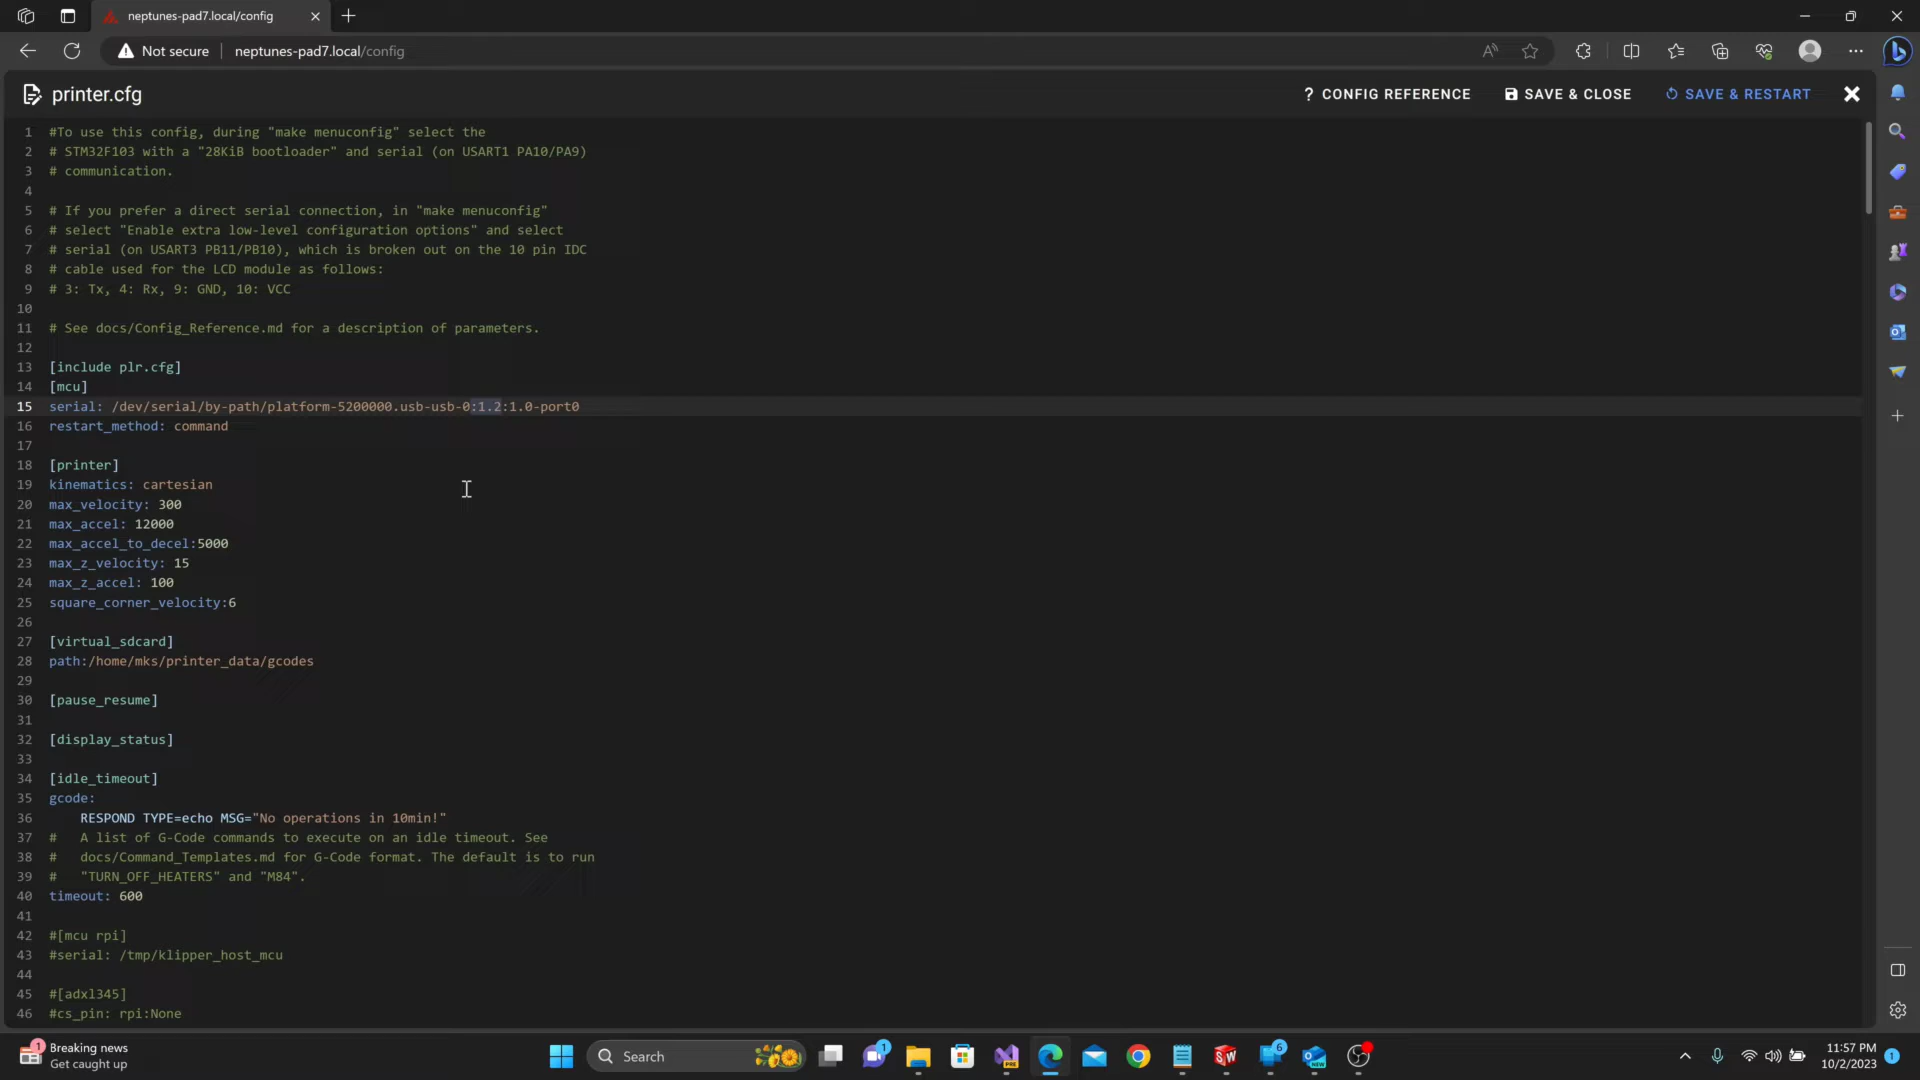 neptunes-pad7.local/config
Not secure
neptunes-pad7.local/config
printer.cfg
? CONFIG REFERENCE
SAVE & CLOSE
SAVE & RESTART
1 #To use this config, during "make menuconfig" select the
2 # STM32F103 with a "28KiB bootloader" and serial (on USART1 PA10/PA9)
3 # communication.
4
5 # If you prefer a direct serial connection, in "make menuconfig"
6 # select "Enable extra low-level configuration options" and select
7 # serial (on USART3 PB11/PB10), which is broken out on the 10 pin IDC
8 # cable used for the LCD module as follows:
9 # 3: Tx, 4: Rx, 9: GND, 10: VCC
10
11 # See docs/Config_Reference.md for a description of parameters.
12
13 [include plr.cfg]
14 [mcu]
15 serial: /dev/serial/by-path/platform-5200000.usb-usb-0:1.2:1.0-port0
16 restart_method: command
17
18 [printer]
19 kinematics: cartesian
20 max_velocity: 300
21 max_accel: 12000
22 max_accel_to_decel:5000
23 max_z_velocity: 15
24 max_z_accel: 100
25 square_corner_velocity:6
26
27 [virtual_sdcard]
28 path:/home/mks/printer_data/gcodes
29
30 [pause_resume]
31
32 [display_status]
33
34 [idle_timeout]
35 gcode:
36 RESPOND TYPE=echo MSG="No operations in 10min!"
37 #   A list of G-Code commands to execute on an idle timeout. See
38 #   docs/Command_Templates.md for G-Code format. The default is to run
39 #   "TURN_OFF_HEATERS" and "M84".
40 timeout: 600
41
42 #[mcu rpi]
43 #serial: /tmp/klipper_host_mcu
44
45 #[adxl345]
46 #cs_pin: rpi:None
1
Breaking news
Get caught up
Search
1
PRE
6
NEW
11:57 PM
10/2/2023
1